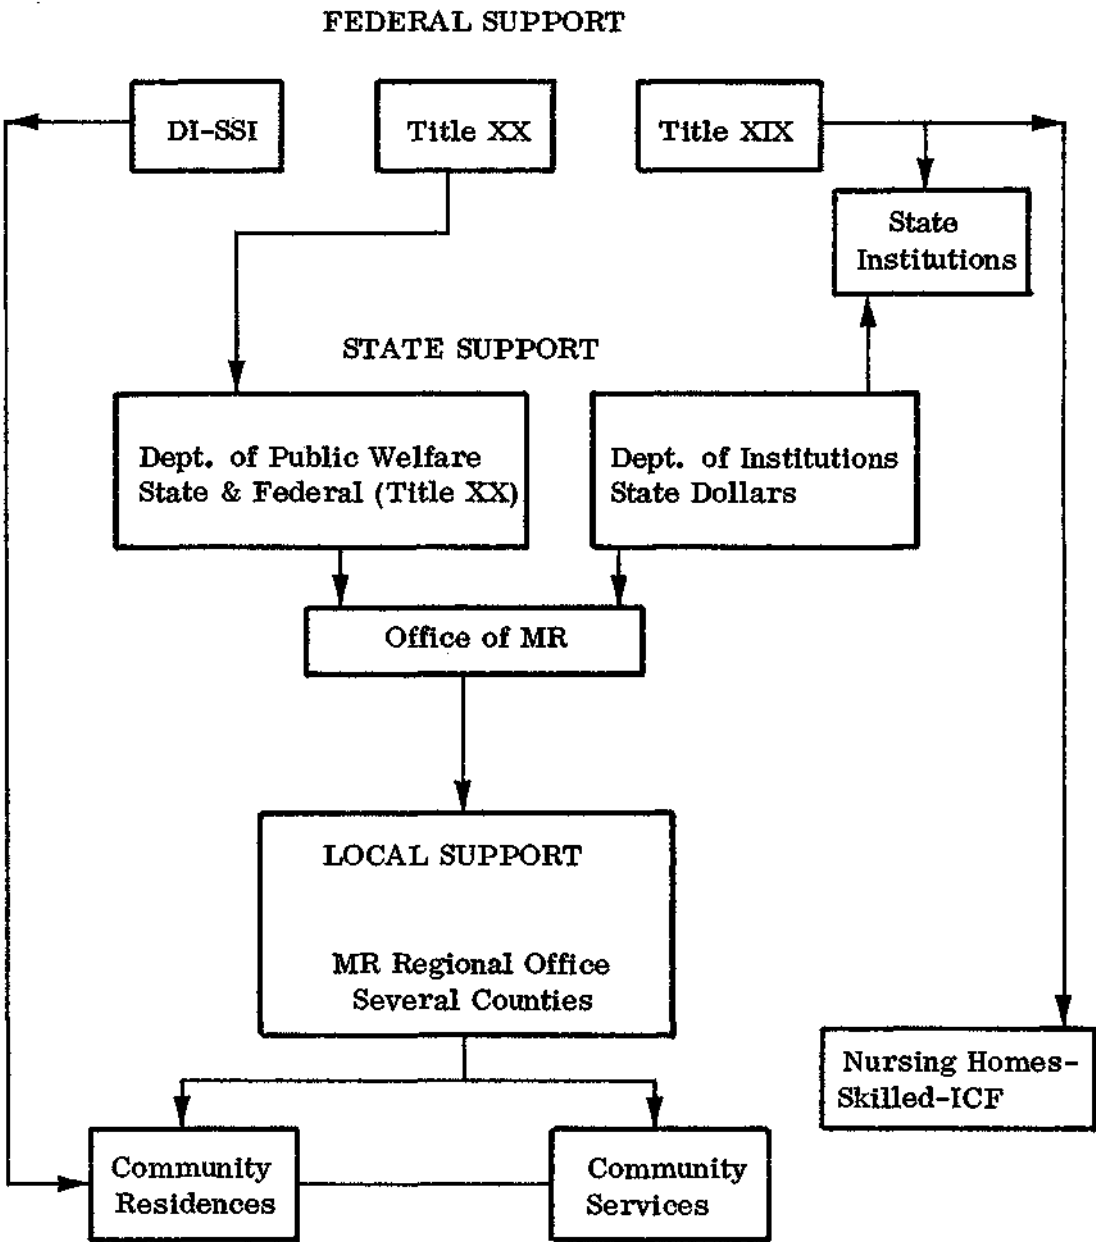 FEDERAL SUPPORT
DI-SSI
Title XX
Title XIX
State
Institutions
STATE SUPPORT
Dept. of Public Welfare
State & Federal (Title XX)
Dept. of Institutions
State Dollars
Office of MR
LOCAL SUPPORT
MR Regional Office
Several Counties
Nursing Homes-
Skilled-ICF
Community
Residences
Community
Services